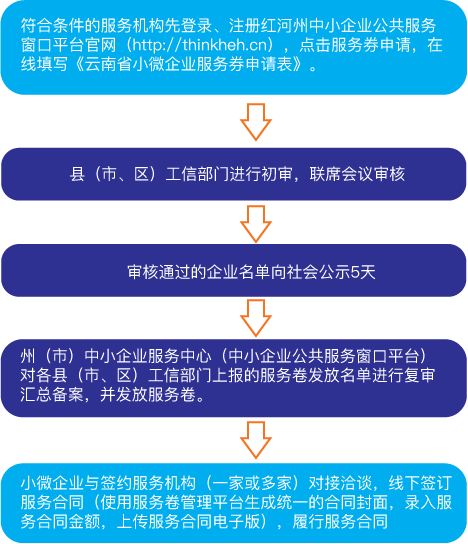 符合条件的服务机构先登录、注册红河州中小企业公共服务
窗口平台官网（http://thinkheh.cn），点击服务券申请，在
线填写《云南省小微企业服务券申请表》。
县（市、区）工信部门进行初审，联席会议审核
审核通过的企业名单向社会公示5天
州（市）中小企业服务中心（中小企业公共服务窗口平台）
对各县（市、区）工信部门上报的服务卷发放名单进行复审
汇总备案，并发放服务卷。
小微企业与签约服务机构（一家或多家）对接洽谈，线下签订
服务合同（使用服务卷管理平台生成统一的合同封面，录入服
务合同金额，上传服务合同电子版），履行服务合同